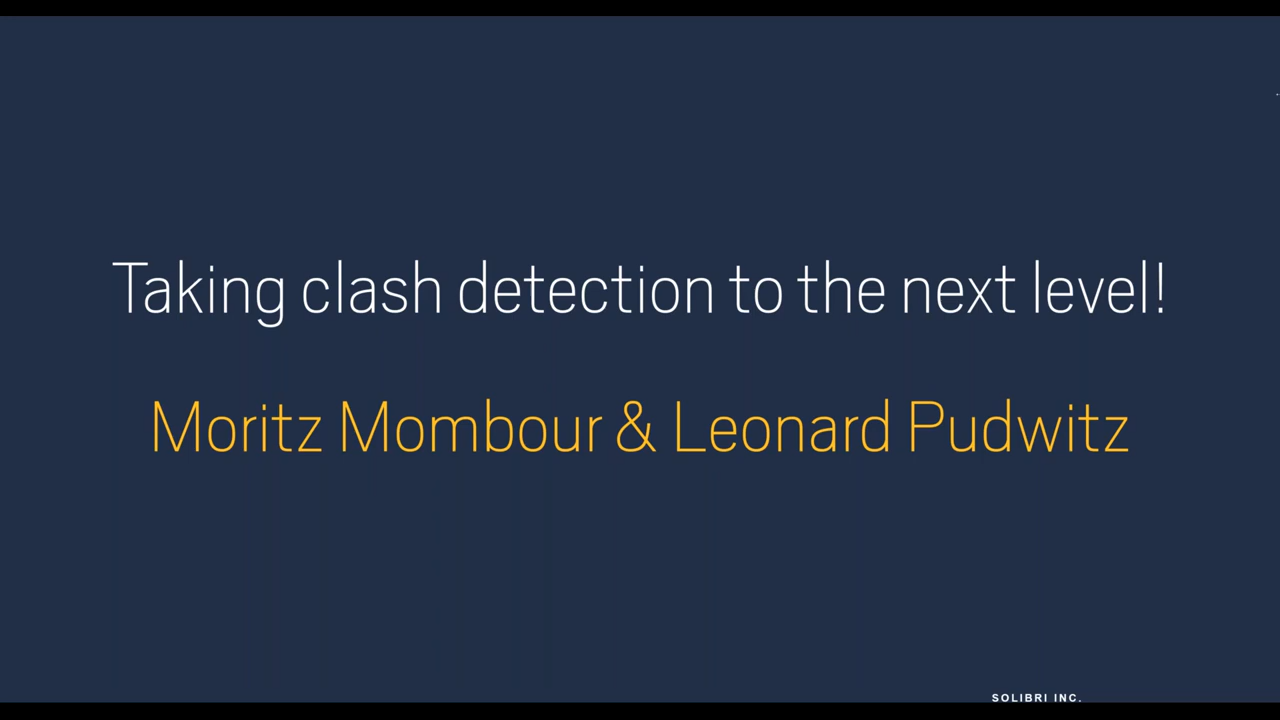 Taking clash detection to the next level!
Moritz Mombour & Leonard Pudwitz
SOLIBRI INC.